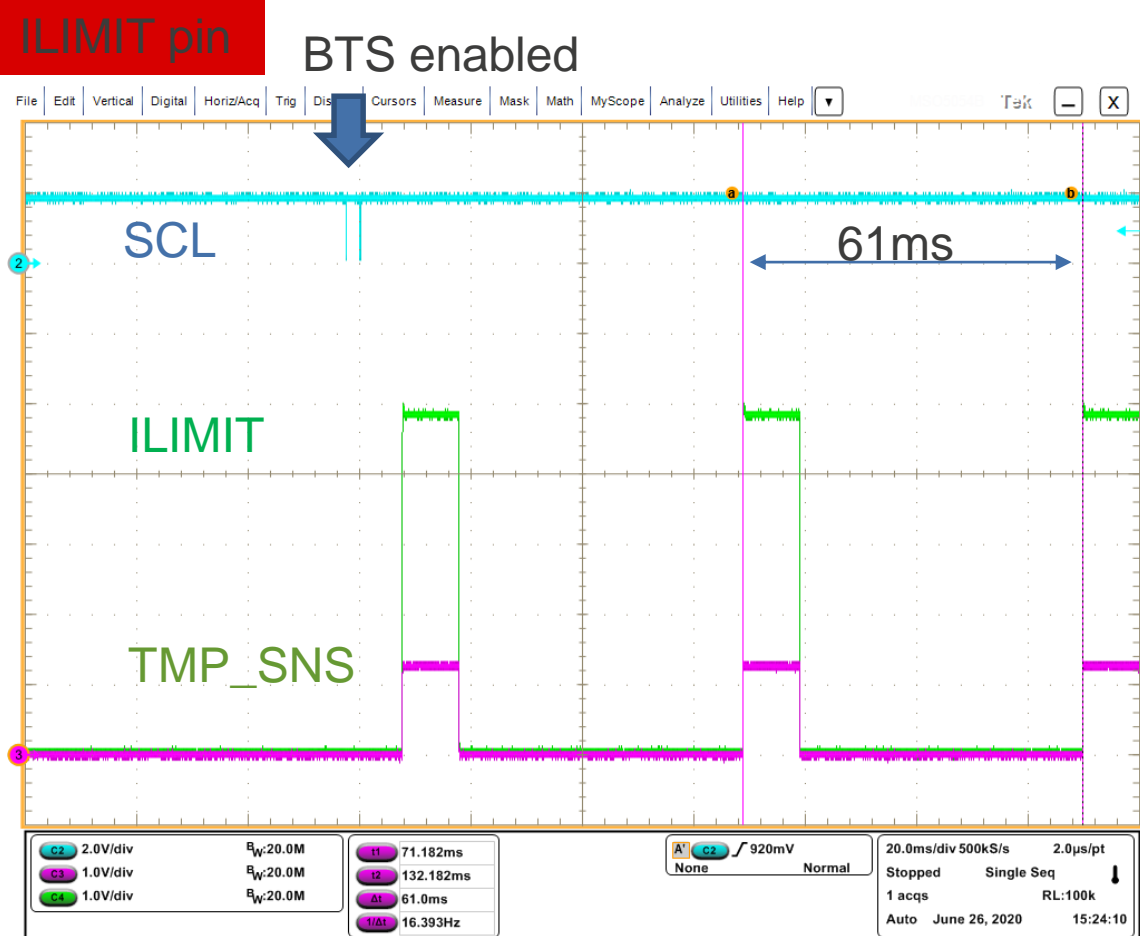 ILIMIT pin
BTS enabled
File Edit Vertical Digital Horiz/Acq Trig Dis Cursors Measure Mask Math MyScope Analyze Utilities Help ▼ Tek – X
a b
SCL
61ms
2
ILIMIT
TMP_SNS
3
C2 2.0V/div BW:20.0M
C3 1.0V/div BW:20.0M
C4 1.0V/div BW:20.0M
t1 71.182ms
t2 132.182ms
Δt 61.0ms
1/Δt 16.393Hz
A' C2 920mV
None Normal
20.0ms/div 500kS/s 2.0µs/pt
Stopped Single Seq
1 acqs RL:100k
Auto June 26, 2020 15:24:10